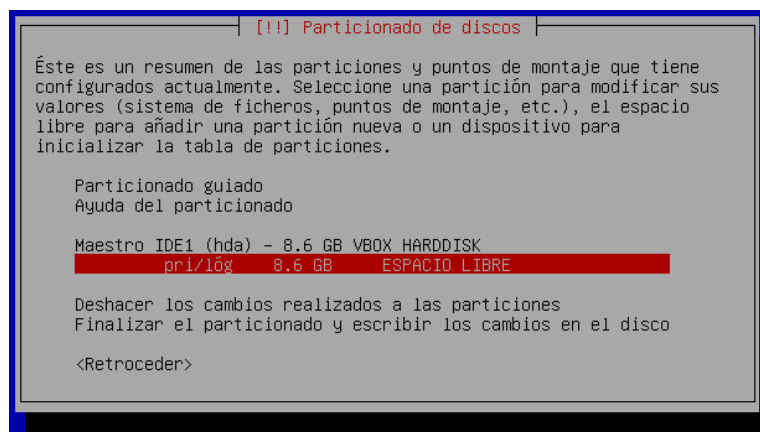 [!!] Particionado de discos
Éste es un resumen de las particiones y puntos de montaje que tiene
configurados actualmente. Seleccione una partición para modificar sus
valores (sistema de ficheros, puntos de montaje, etc.), el espacio
libre para añadir una partición nueva o un dispositivo para
inicializar la tabla de particiones.
Particionado guiado
Ayuda del particionado
Maestro IDE1 (hda) – 8.6 GB VBOX HARDDISK
pri/lóg 8.6 GB ESPACIO LIBRE
Deshacer los cambios realizados a las particiones
Finalizar el particionado y escribir los cambios en el disco
<Retroceder>